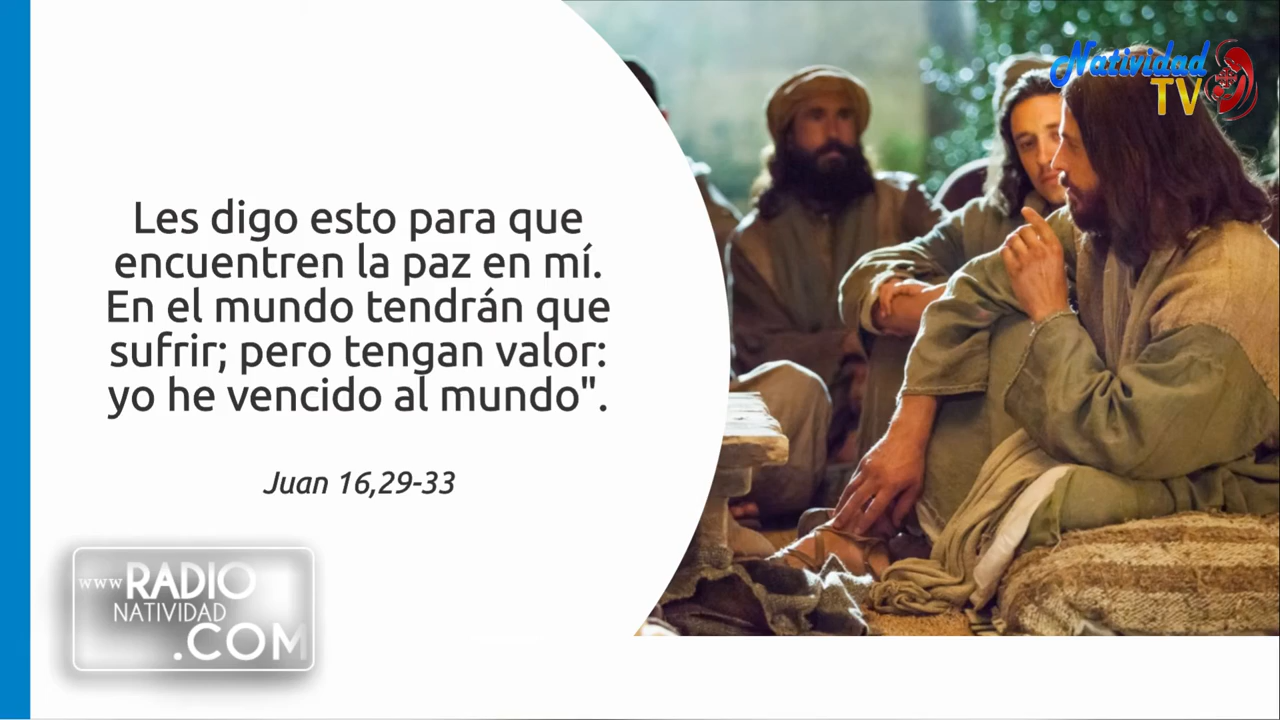 Natividad
TV
Les digo esto para que
encuentren la paz en mí.
En el mundo tendrán que
sufrir; pero tengan valor:
yo he vencido al mundo".
Juan 16,29-33
www RADIO
NATIVIDAD
.COM